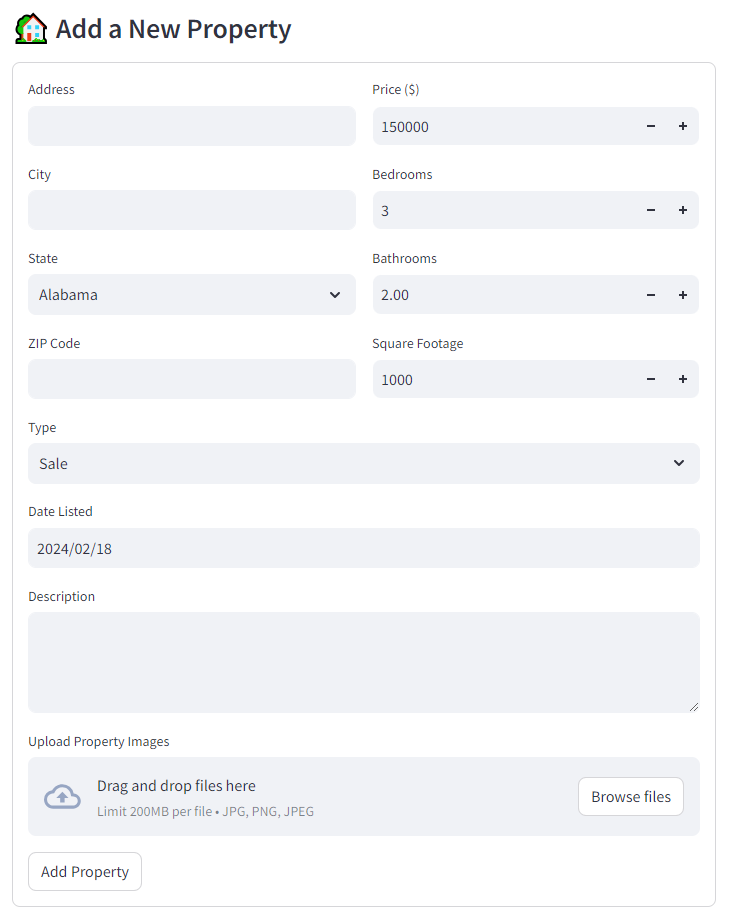 Add a New Property
Address
Price ($)
150000
City
Bedrooms
3
State
Alabama
Bathrooms
2.00
ZIP Code
Square Footage
1000
Type
Sale
Date Listed
2024/02/18
Description
Upload Property Images
Drag and drop files here
Limit 200MB per file • JPG, PNG, JPEG
Browse files
Add Property